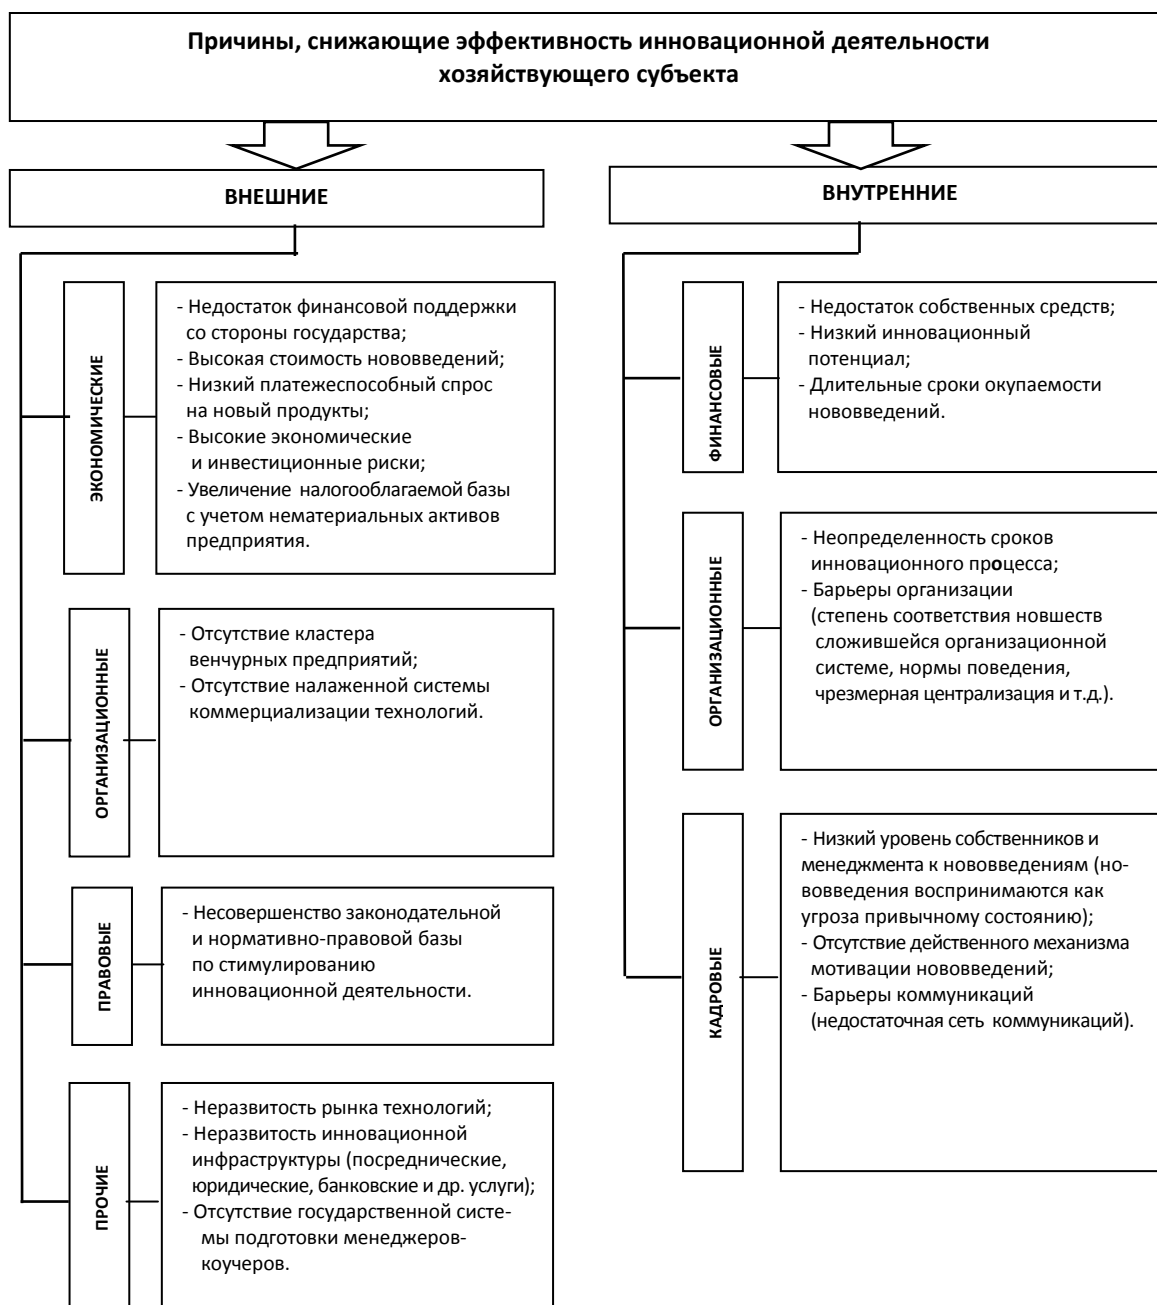 Причины, снижающие эффективность инновационной деятельности
хозяйствующего субъекта
ВНЕШНИЕ
ЭКОНОМИЧЕСКИЕ
- Недостаток финансовой поддержки
со стороны государства;
- Высокая стоимость нововведений;
- Низкий платежеспособный спрос
на новый продукты;
- Высокие экономические
и инвестиционные риски;
- Увеличение налогооблагаемой базы
с учетом нематериальных активов
предприятия.
ОРГАНИЗАЦИОННЫЕ
- Отсутствие кластера
венчурных предприятий;
- Отсутствие налаженной системы
коммерциализации технологий.
ПРАВОВЫЕ
- Несовершенство законодательной
и нормативно-правовой базы
по стимулированию
инновационной деятельности.
ПРОЧИЕ
- Неразвитость рынка технологий;
- Неразвитость инновационной
инфраструктуры (посреднические,
юридические, банковские и др. услуги);
- Отсутствие государственной систе-
мы подготовки менеджеров-
коучеров.
ВНУТРЕННИЕ
ФИНАНСОВЫЕ
- Недостаток собственных средств;
- Низкий инновационный
потенциал;
- Длительные сроки окупаемости
нововведений.
ОРГАНИЗАЦИОННЫЕ
- Неопределенность сроков
инновационного процесса;
- Барьеры организации
(степень соответствия новшеств
сложившейся организационной
системе, нормы поведения,
чрезмерная централизация и т.д.).
КАДРОВЫЕ
- Низкий уровень собственников и
менеджмента к нововведениям (но-
вовведения воспринимаются как
угроза привычному состоянию);
- Отсутствие действенного механизма
мотивации нововведений;
- Барьеры коммуникаций
(недостаточная сеть коммуникаций).